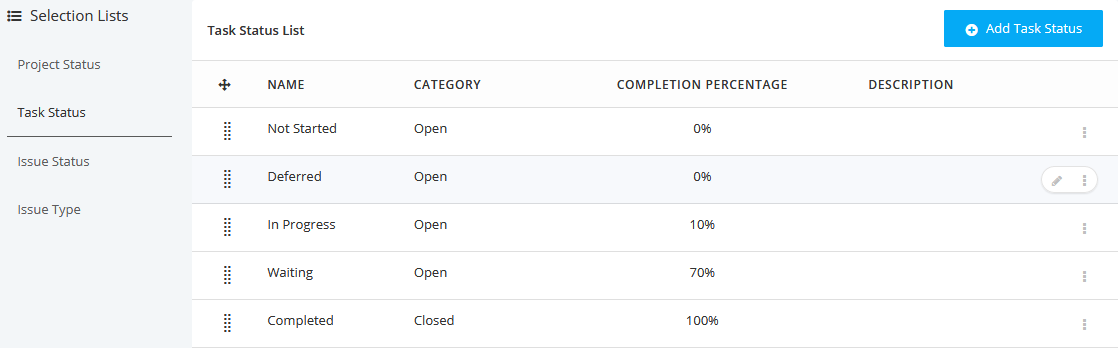 Selection Lists
Project Status
Task Status
Issue Status
Issue Type
Task Status List
Add Task Status
NAME CATEGORY COMPLETION PERCENTAGE DESCRIPTION
Not Started Open 0%
Deferred Open 0%
In Progress Open 10%
Waiting Open 70%
Completed Closed 100%